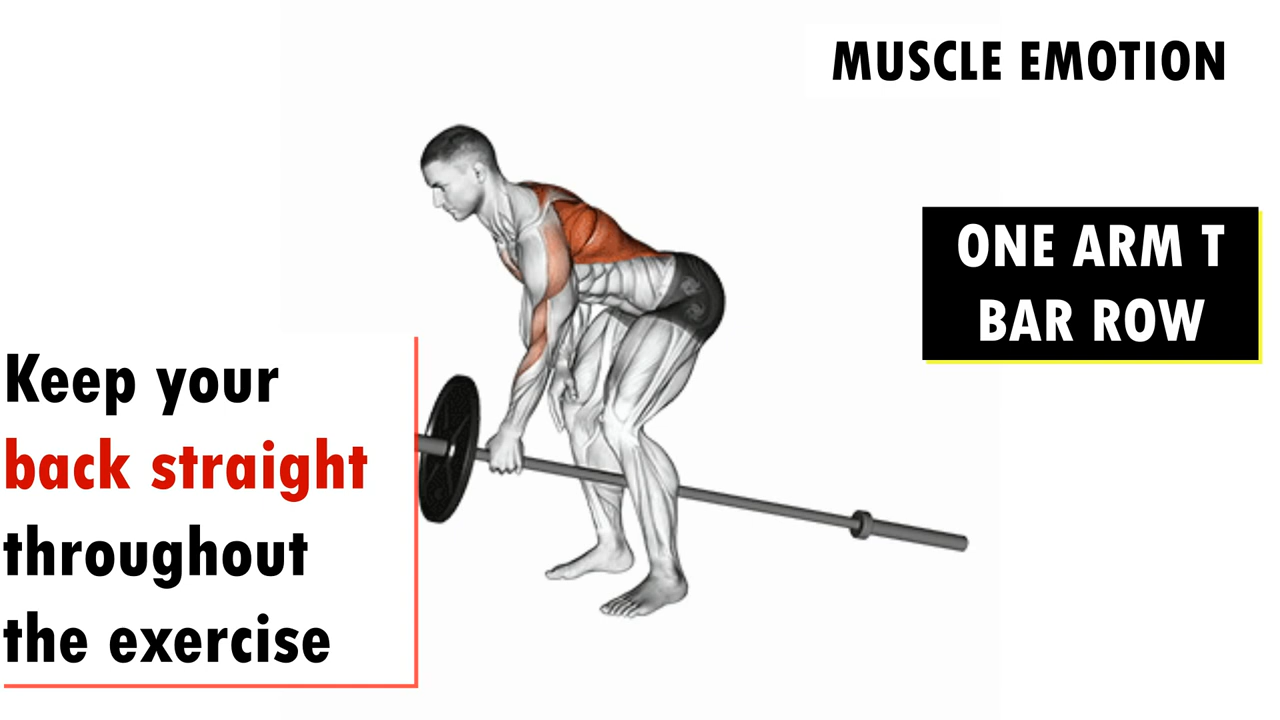 MUSCLE EMOTION
ONE ARM T
BAR ROW
Keep your
back straight
throughout
the exercise